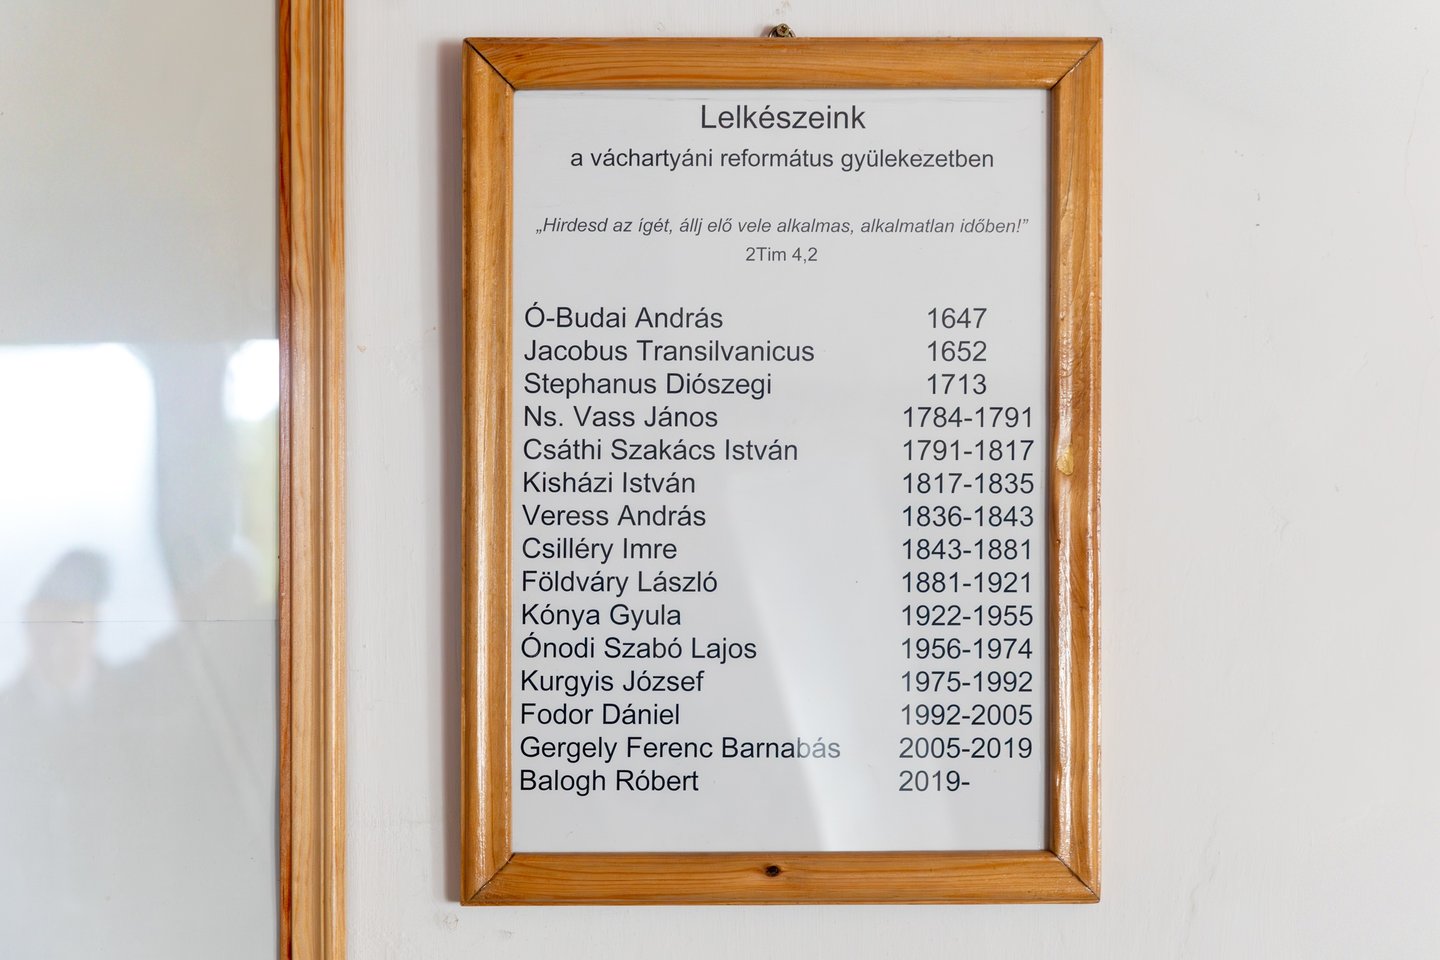 Lelkészeink
a váchartyáni református gyülekezetben
„Hirdesd az ígét, állj elő vele alkalmas, alkalmatlan időben!”
2Tim 4,2
Ó-Budai András 1647
Jacobus Transilvanicus 1652
Stephanus Diószegi 1713
Ns. Vass János 1784-1791
Csáthi Szakács István 1791-1817
Kisházi István 1817-1835
Veress András 1836-1843
Csilléry Imre 1843-1881
Földváry László 1881-1921
Kónya Gyula 1922-1955
Ónodi Szabó Lajos 1956-1974
Kurgyis József 1975-1992
Fodor Dániel 1992-2005
Gergely Ferenc Barnabás 2005-2019
Balogh Róbert 2019-